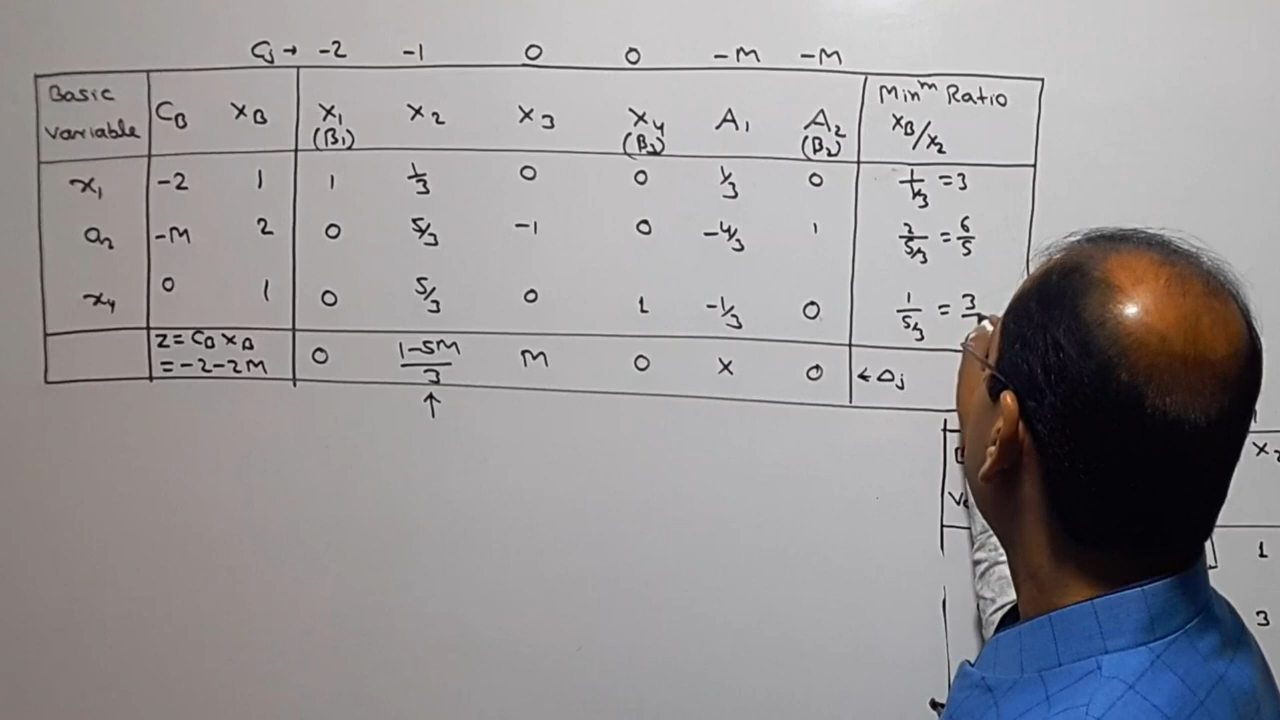 Cj → -2 -1 0 0 -M -M
Basic Variable CB XB X1 (B1) X2 X3 X4 (B3) A1 A2 (B2) Minm Ratio XB/X2
x1 -2 1 1 1/3 0 0 1/3 0 1/1/3 = 3
a2 -M 2 0 5/3 -1 0 -4/3 1 2/5/3 = 6/5
x4 0 1 0 5/3 0 1 -1/3 0 1/5/3 = 3
Z = CB XB = -2-2M 0 1-5M/3 M 0 X 0 ← Δj
↑
X2
1
3